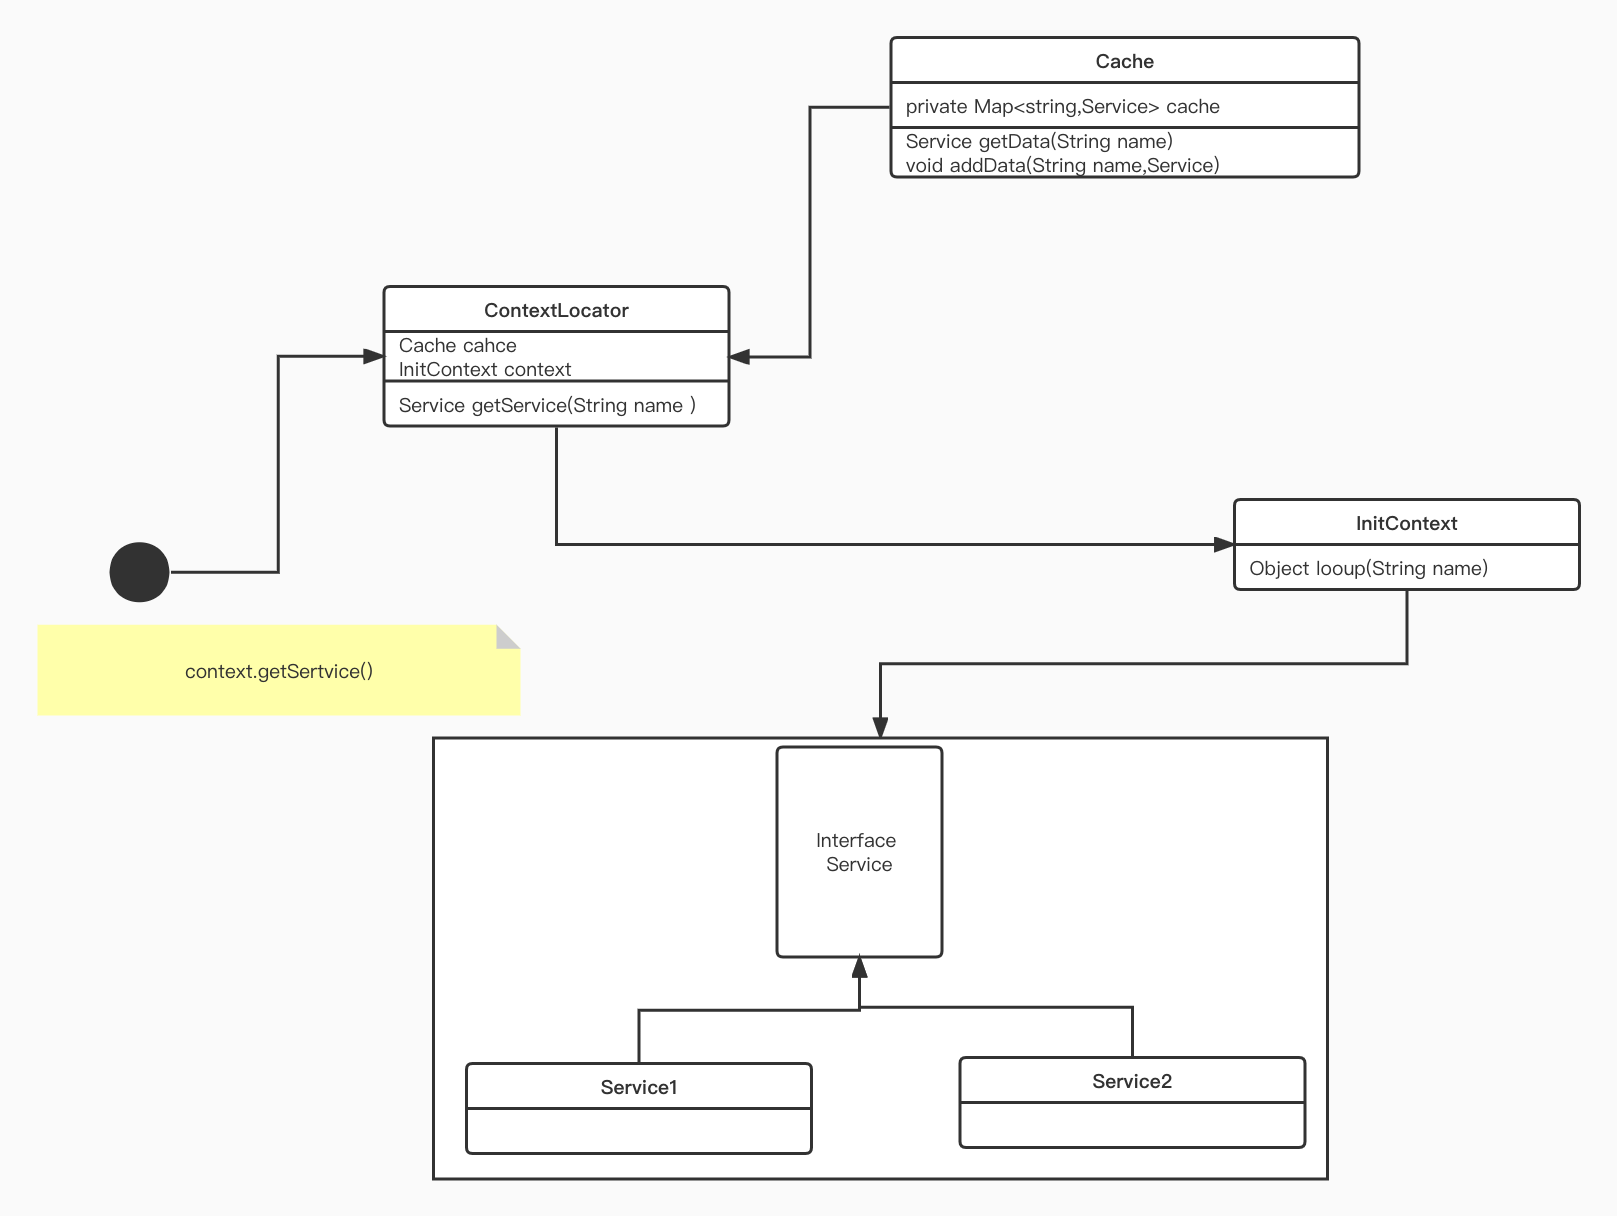 Cache
private Map<string,Service> cache
Service getData(String name)
void addData(String name,Service)
ContextLocator
Cache cahce
InitContext context
Service getService(String name )
InitContext
Object looup(String name)
context.getSertvice()
Interface
Service
Service1
Service2